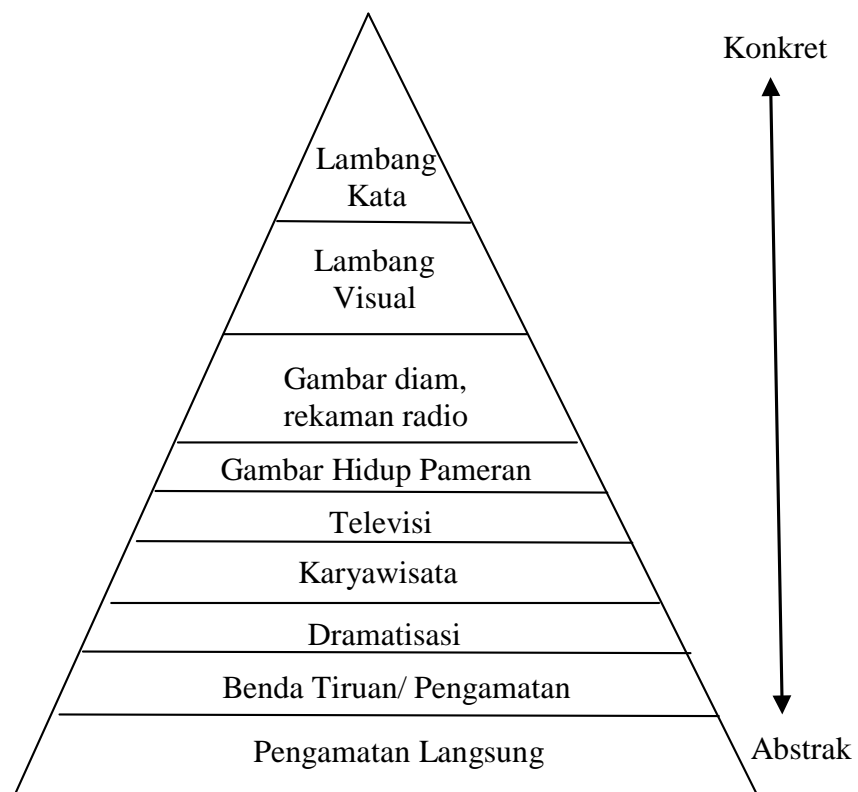 Konkret
Lambang
Kata
Lambang
Visual
Gambar diam,
rekaman radio
Gambar Hidup Pameran
Televisi
Karyawisata
Dramatisasi
Benda Tiruan/ Pengamatan
Pengamatan Langsung
Abstrak